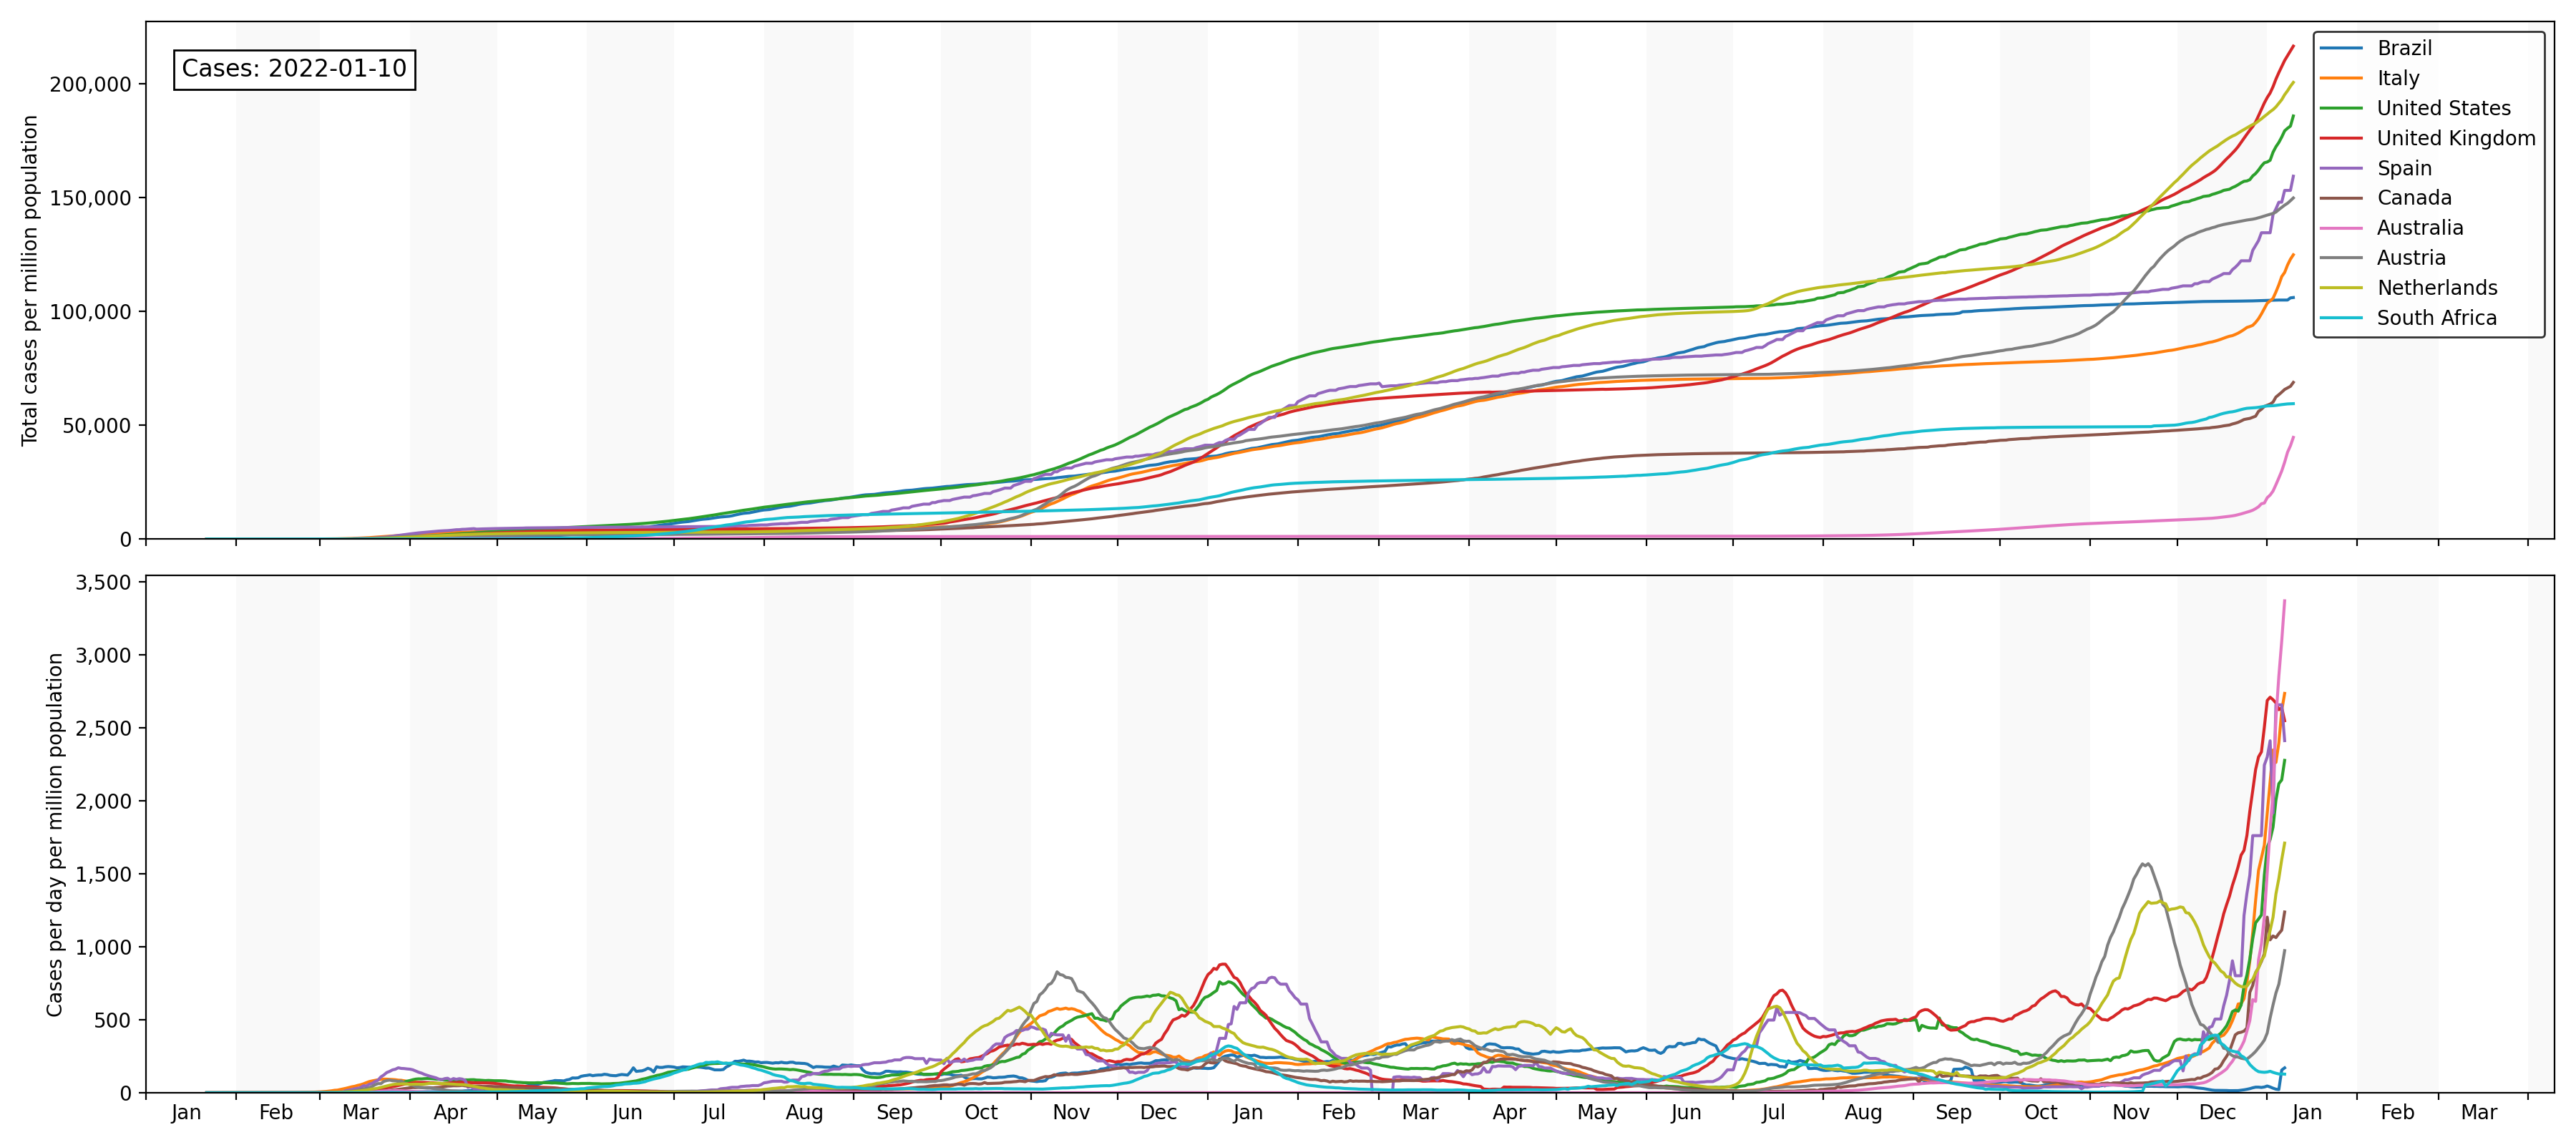 Cases: 2022-01-10
Total cases per million population
200,000
150,000
100,000
50,000
0
Brazil
Italy
United States
United Kingdom
Spain
Canada
Australia
Austria
Netherlands
South Africa
Cases per day per million population
3,500
3,000
2,500
2,000
1,500
1,000
500
0
Jan Feb Mar Apr May Jun Jul Aug Sep Oct Nov Dec Jan Feb Mar Apr May Jun Jul Aug Sep Oct Nov Dec Jan Feb Mar